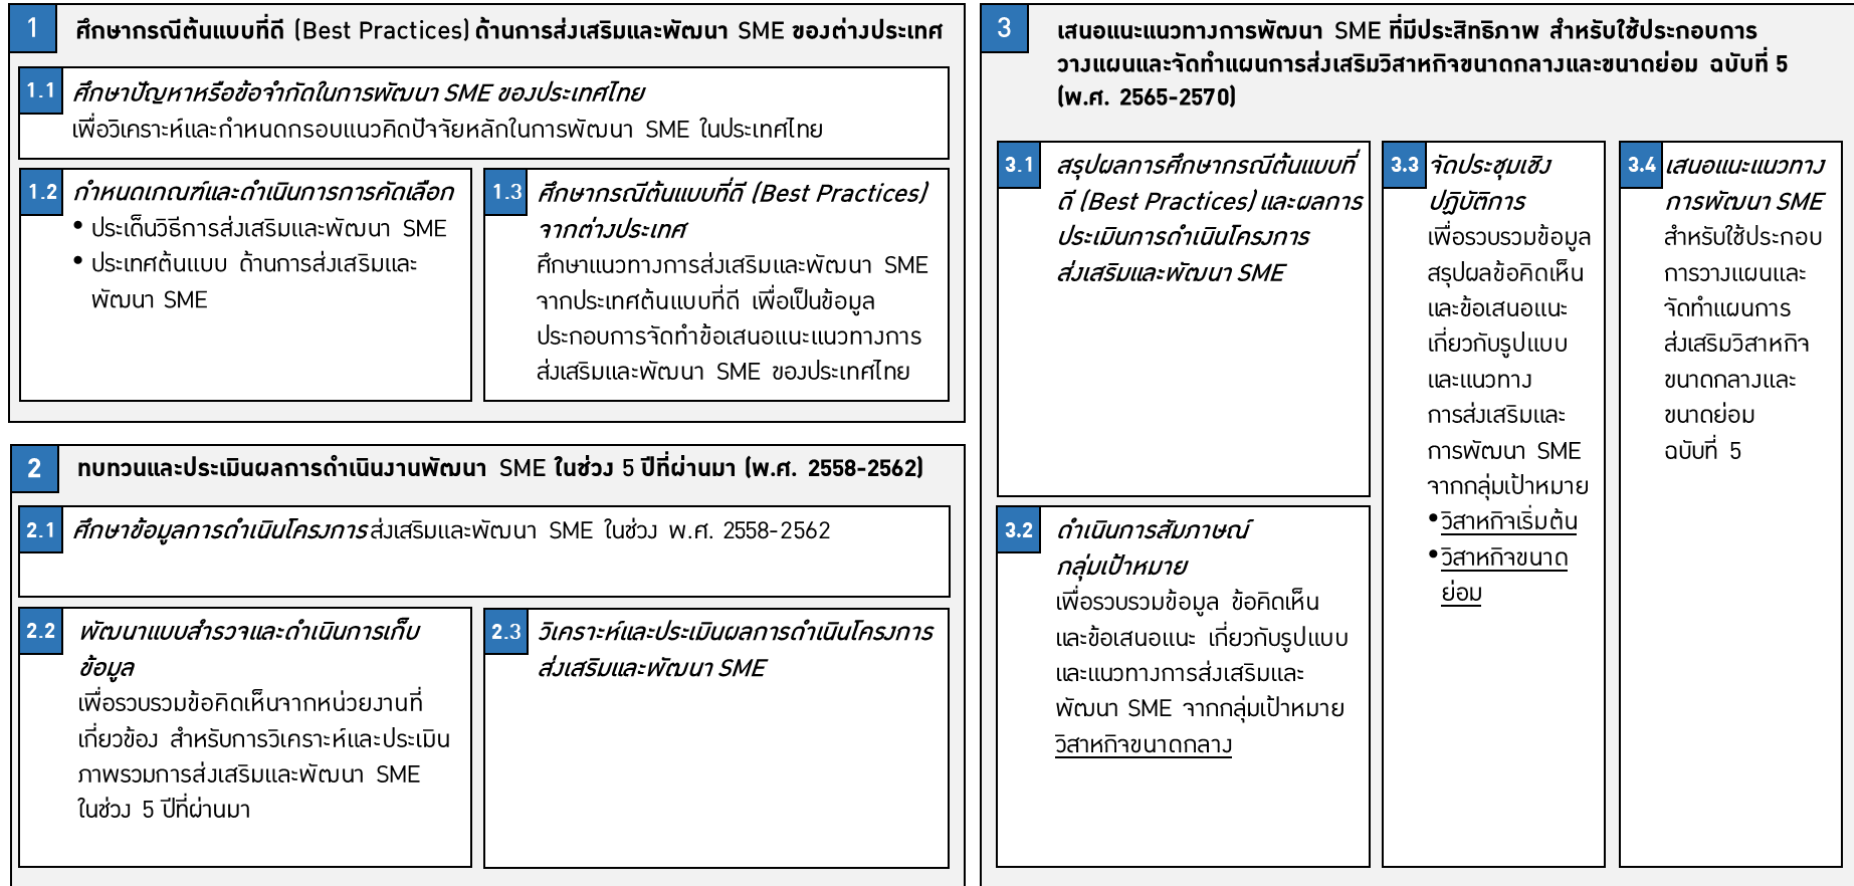 1 ศึกษากรณีต้นแบบที่ดี (Best Practices) ด้านการส่งเสริมและพัฒนา SME ของต่างประเทศ
1.1 ศึกษาปัญหาหรือข้อจำกัดในการพัฒนา SME ของประเทศไทย
เพื่อวิเคราะห์และกำหนดกรอบแนวคิดปัจจัยหลักในการพัฒนา SME ในประเทศไทย
1.2 กำหนดเกณฑ์และดำเนินการการคัดเลือก
• ประเด็นวิธีการส่งเสริมและพัฒนา SME
• ประเทศต้นแบบ ด้านการส่งเสริมและ
พัฒนา SME
1.3 ศึกษากรณีต้นแบบที่ดี (Best Practices)
จากต่างประเทศ
ศึกษาแนวทางการส่งเสริมและพัฒนา SME
จากประเทศต้นแบบที่ดี เพื่อเป็นข้อมูล
ประกอบการจัดทำข้อเสนอแนะแนวทางการ
ส่งเสริมและพัฒนา SME ของประเทศไทย
2 ทบทวนและประเมินผลการดำเนินงานพัฒนา SME ในช่วง 5 ปีที่ผ่านมา (พ.ศ. 2558-2562)
2.1 ศึกษาข้อมูลการดำเนินโครงการส่งเสริมและพัฒนา SME ในช่วง พ.ศ. 2558-2562
2.2 พัฒนาแบบสำรวจและดำเนินการเก็บ
ข้อมูล
เพื่อรวบรวมข้อคิดเห็นจากหน่วยงานที่
เกี่ยวข้อง สำหรับการวิเคราะห์และประเมิน
ภาพรวมการส่งเสริมและพัฒนา SME
ในช่วง 5 ปีที่ผ่านมา
2.3 วิเคราะห์และประเมินผลการดำเนินโครงการ
ส่งเสริมและพัฒนา SME
3 เสนอแนะแนวทางการพัฒนา SME ที่มีประสิทธิภาพ สำหรับใช้ประกอบการ
วางแผนและจัดทำแผนการส่งเสริมวิสาหกิจขนาดกลางและขนาดย่อม ฉบับที่ 5
(พ.ศ. 2565-2570)
3.1 สรุปผลการศึกษากรณีต้นแบบที่
ดี (Best Practices) และผลการ
ประเมินการดำเนินโครงการ
ส่งเสริมและพัฒนา SME
3.2 ดำเนินการสัมภาษณ์
กลุ่มเป้าหมาย
เพื่อรวบรวมข้อมูล ข้อคิดเห็น
และข้อเสนอแนะ เกี่ยวกับรูปแบบ
และแนวทางการส่งเสริมและ
พัฒนา SME จากกลุ่มเป้าหมาย
วิสาหกิจขนาดกลาง
3.3 จัดประชุมเชิง
ปฏิบัติการ
เพื่อรวบรวมข้อมูล
สรุปผลข้อคิดเห็น
และข้อเสนอแนะ
เกี่ยวกับรูปแบบ
และแนวทาง
การส่งเสริมและ
การพัฒนา SME
จากกลุ่มเป้าหมาย
• วิสาหกิจเริ่มต้น
• วิสาหกิจขนาด
ย่อม
3.4 เสนอแนะแนวทาง
การพัฒนา SME
สำหรับใช้ประกอบ
การวางแผนและ
จัดทำแผนการ
ส่งเสริมวิสาหกิจ
ขนาดกลางและ
ขนาดย่อม
ฉบับที่ 5